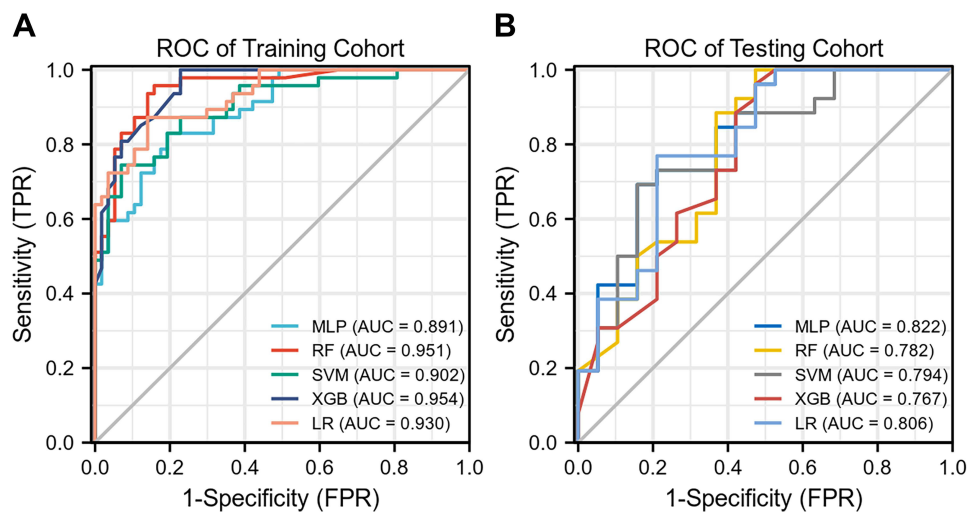 A
B
ROC of Training Cohort
ROC of Testing Cohort
Sensitivity (TPR)
1.0
0.8
0.6
0.4
0.2
0.0
MLP (AUC = 0.891)
RF (AUC = 0.951)
SVM (AUC = 0.902)
XGB (AUC = 0.954)
LR (AUC = 0.930)
0.0 0.2 0.4 0.6 0.8 1.0
1-Specificity (FPR)
Sensitivity (TPR)
1.0
0.8
0.6
0.4
0.2
0.0
MLP (AUC = 0.822)
RF (AUC = 0.782)
SVM (AUC = 0.794)
XGB (AUC = 0.767)
LR (AUC = 0.806)
0.0 0.2 0.4 0.6 0.8 1.0
1-Specificity (FPR)